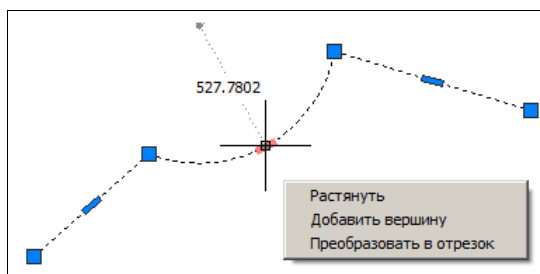 527.7802
Растянуть
Добавить вершину
Преобразовать в отрезок